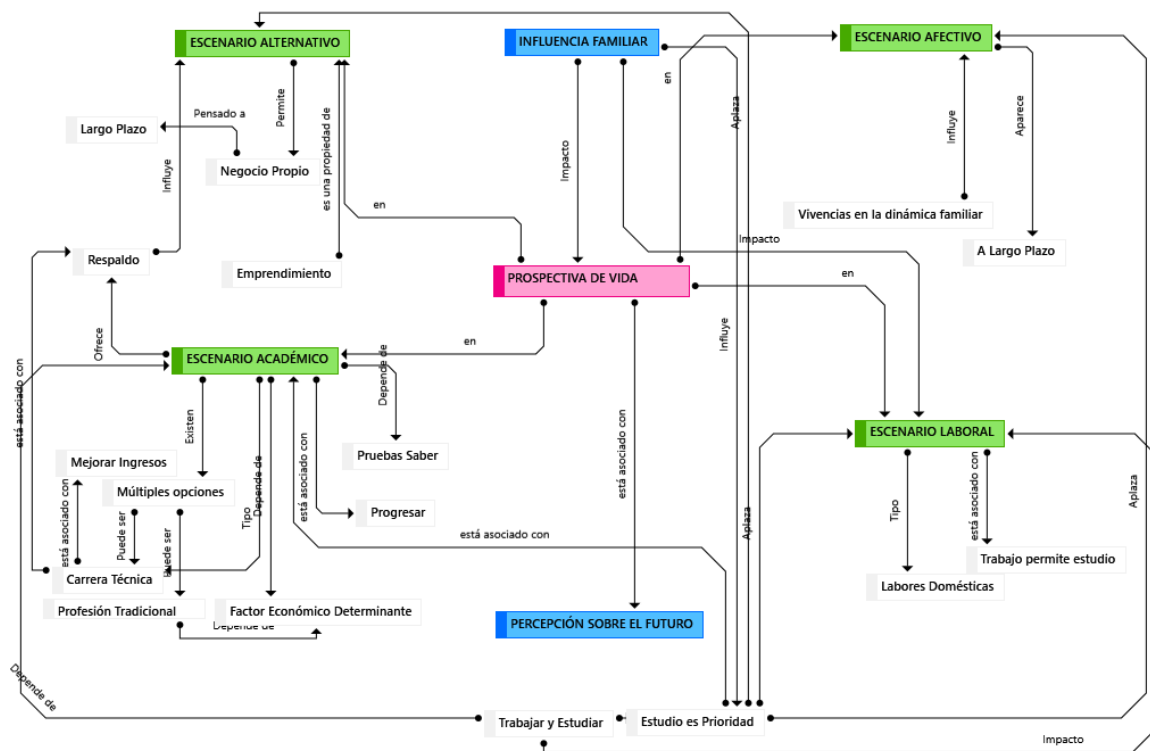 ESCENARIO ALTERNATIVO
INFLUENCIA FAMILIAR
ESCENARIO AFECTIVO
en
Aplaza
Pensado a
Permite
es una propiedad de
Influye
Aparece
Largo Plazo
Negocio Propio
Influye
Impacto
en
Vivencias en la dinámica familiar
Impacto
A Largo Plazo
Respaldo
Emprendimiento
PROSPECTIVA DE VIDA
en
Ofrece
en
Influye
Depende de
ESCENARIO ACADÉMICO
está asociado con
Existen
Pruebas Saber
ESCENARIO LABORAL
Mejorar Ingresos
Múltiples opciones
está asociado con
Puede ser
Puede ser
Tipo
Depende de
está asociado con
Progresar
está asociado con
está asociado con
Aplaza
Tipo
está asociado con
Aplaza
Trabajo permite estudio
Carrera Técnica
Labores Domésticas
Profesión Tradicional
Factor Económico Determinante
Depende de
PERCEPCIÓN SOBRE EL FUTURO
Depende de
Trabajar y Estudiar
Estudio es Prioridad
Impacto